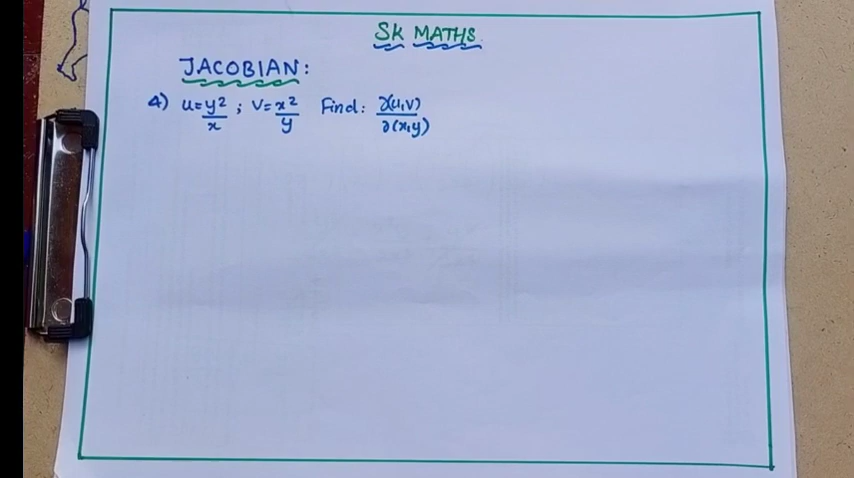 SK MATHS
JACOBIAN:
4) u=y²/x ; v=x²/y Find: ∂(u,v)/∂(x,y)